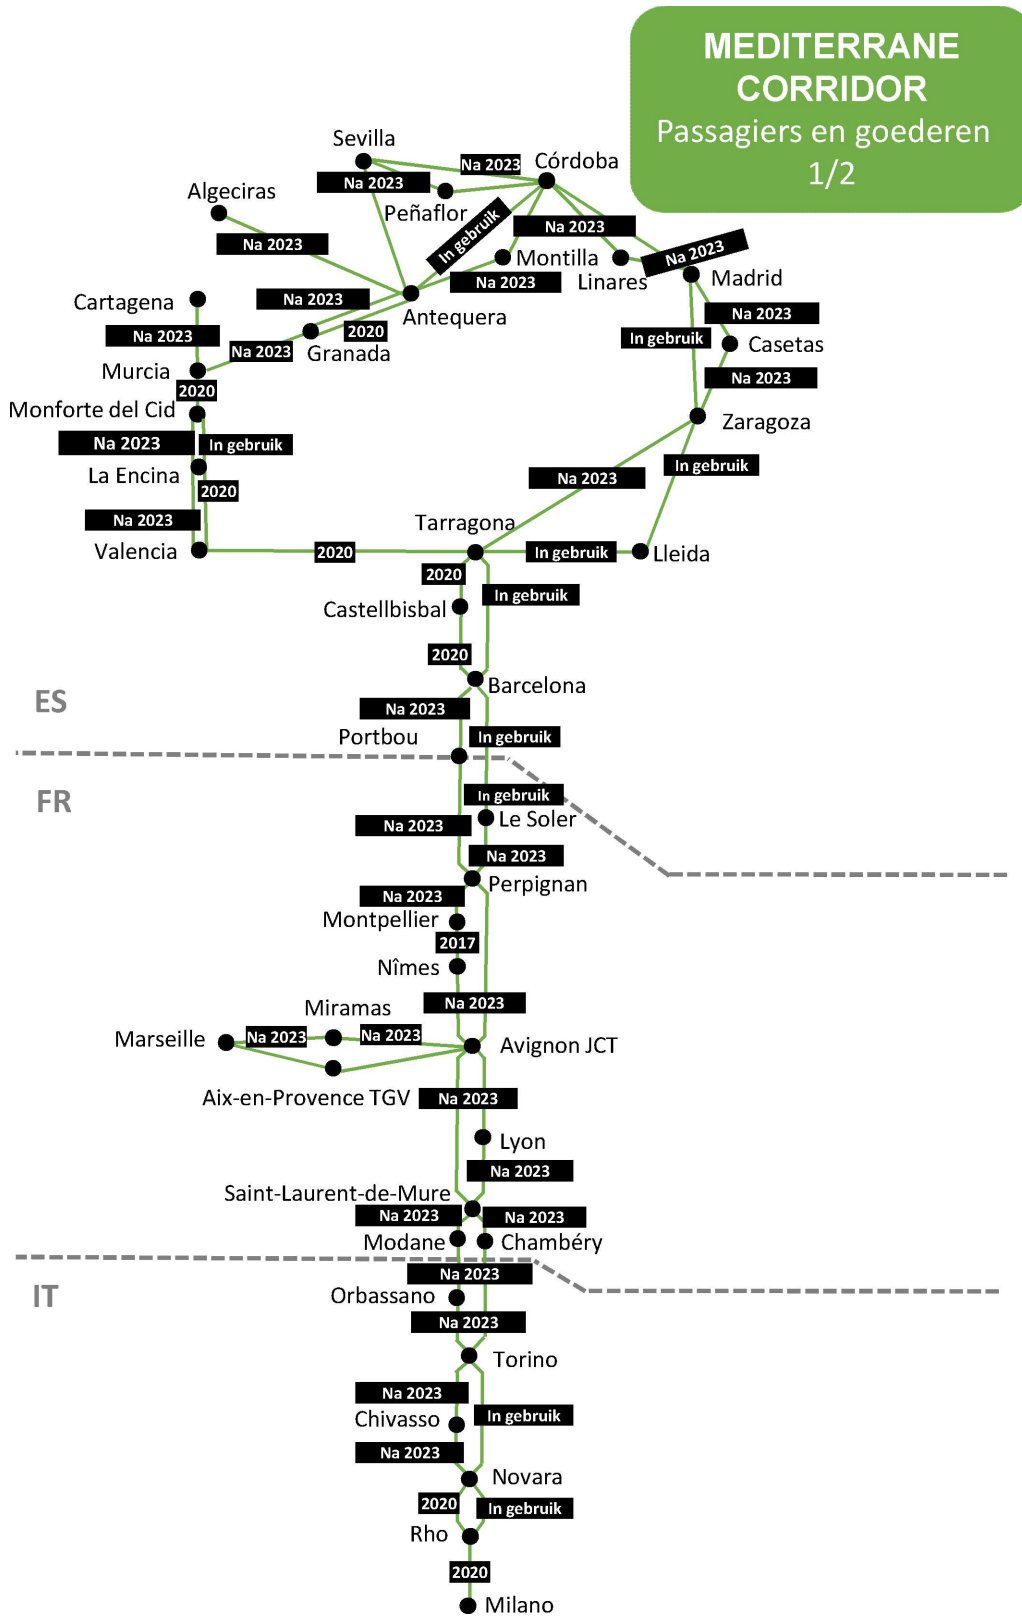 MEDITERRANE
CORRIDOR
Passagiers en goederen
1/2
Sevilla
Na 2023
Córdoba
Algeciras
Na 2023
Peñaflor
In gebruik
Na 2023
Na 2023
Montilla
Linares
Na 2023
Madrid
Na 2023
Cartagena
Na 2023
Antequera
Na 2023
Na 2023
2020
Granada
Na 2023
In gebruik
Casetas
Murcia
Na 2023
2020
Monforte del Cid
Zaragoza
Na 2023
In gebruik
La Encina
In gebruik
Na 2023
2020
Na 2023
Tarragona
Valencia
2020
In gebruik
Lleida
2020
In gebruik
Castellbisbal
2020
Barcelona
ES
Na 2023
Portbou
In gebruik
FR
In gebruik
Le Soler
Na 2023
Na 2023
Perpignan
Na 2023
Montpellier
2017
Nîmes
Na 2023
Miramas
Marseille
Na 2023
Na 2023
Avignon JCT
Aix-en-Provence TGV
Na 2023
Lyon
Na 2023
Saint-Laurent-de-Mure
Na 2023
Na 2023
Modane
Chambéry
IT
Na 2023
Orbassano
Na 2023
Torino
Na 2023
Chivasso
In gebruik
Na 2023
Novara
2020
In gebruik
Rho
2020
Milano